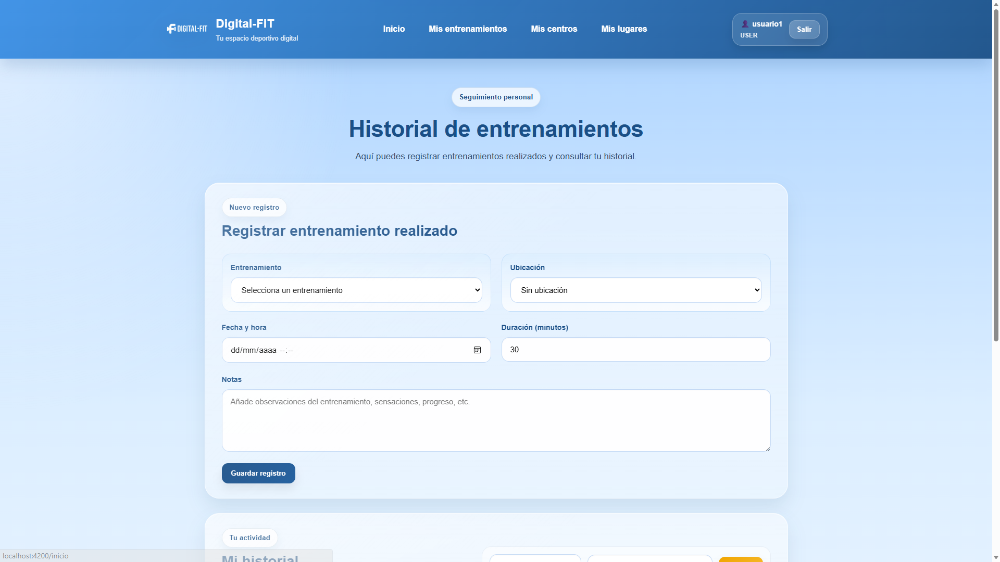 DIGITAL-FIT
Digital-FIT
Tu espacio deportivo digital
Inicio
Mis entrenamientos
Mis centros
Mis lugares
usuario1
USER
Salir
Seguimiento personal
Historial de entrenamientos
Aquí puedes registrar entrenamientos realizados y consultar tu historial.
Nuevo registro
Registrar entrenamiento realizado
Entrenamiento
Ubicación
Selecciona un entrenamiento
Sin ubicación
Fecha y hora
Duración (minutos)
dd/mm/aaaa --:--
30
Notas
Añade observaciones del entrenamiento, sensaciones, progreso, etc.
Guardar registro
Tu actividad
Mi historial
localhost:4200/inicio